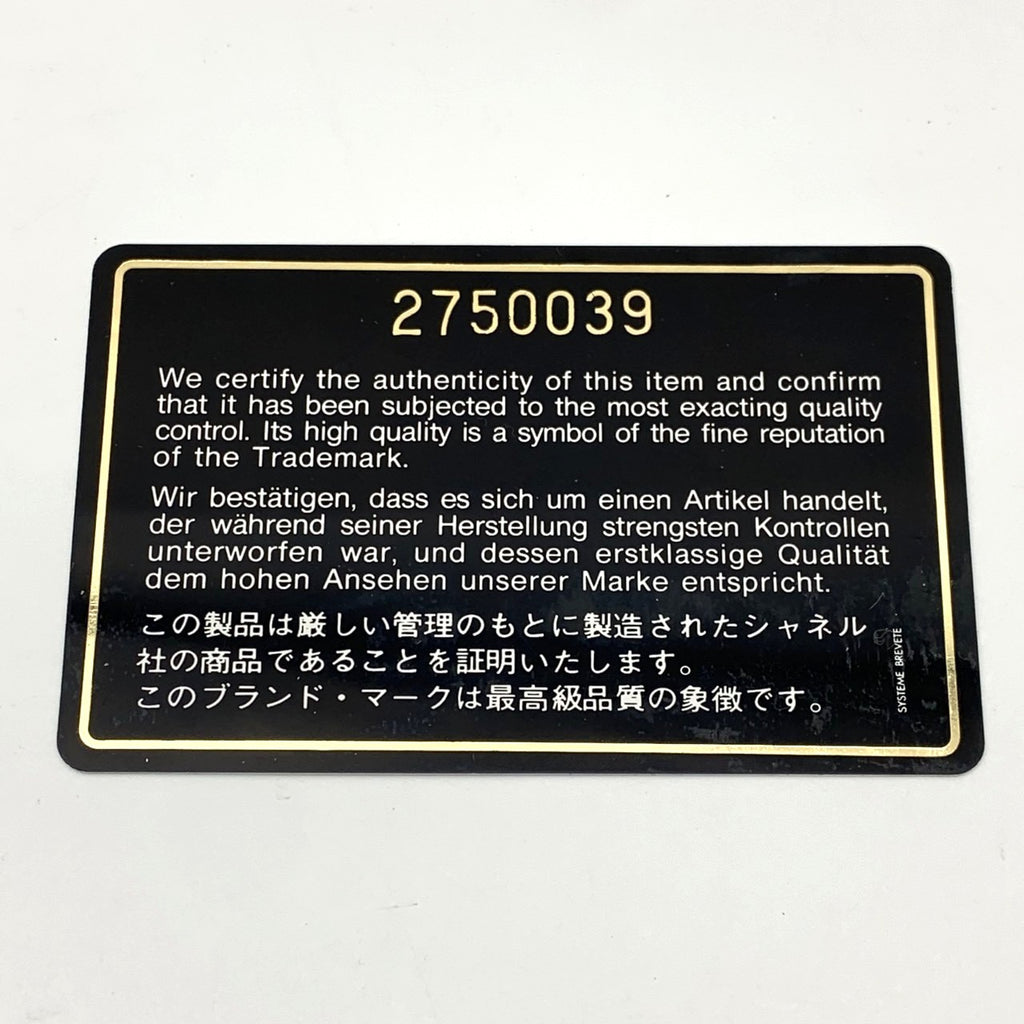 2750039
We certify the authenticity of this item and confirm
that it has been subjected to the most exacting quality
control. Its high quality is a symbol of the fine reputation
of the Trademark.
Wir bestätigen, dass es sich um einen Artikel handelt,
der während seiner Herstellung strengsten Kontrollen
unterworfen war, und dessen erstklassige Qualität
dem hohen Ansehen unserer Marke entspricht.
この製品は厳しい管理のもとに製造されたシャネル
社の商品であることを証明いたします。
このブランド・マークは最高級品質の象徴です。
SYSTEME BREVETE